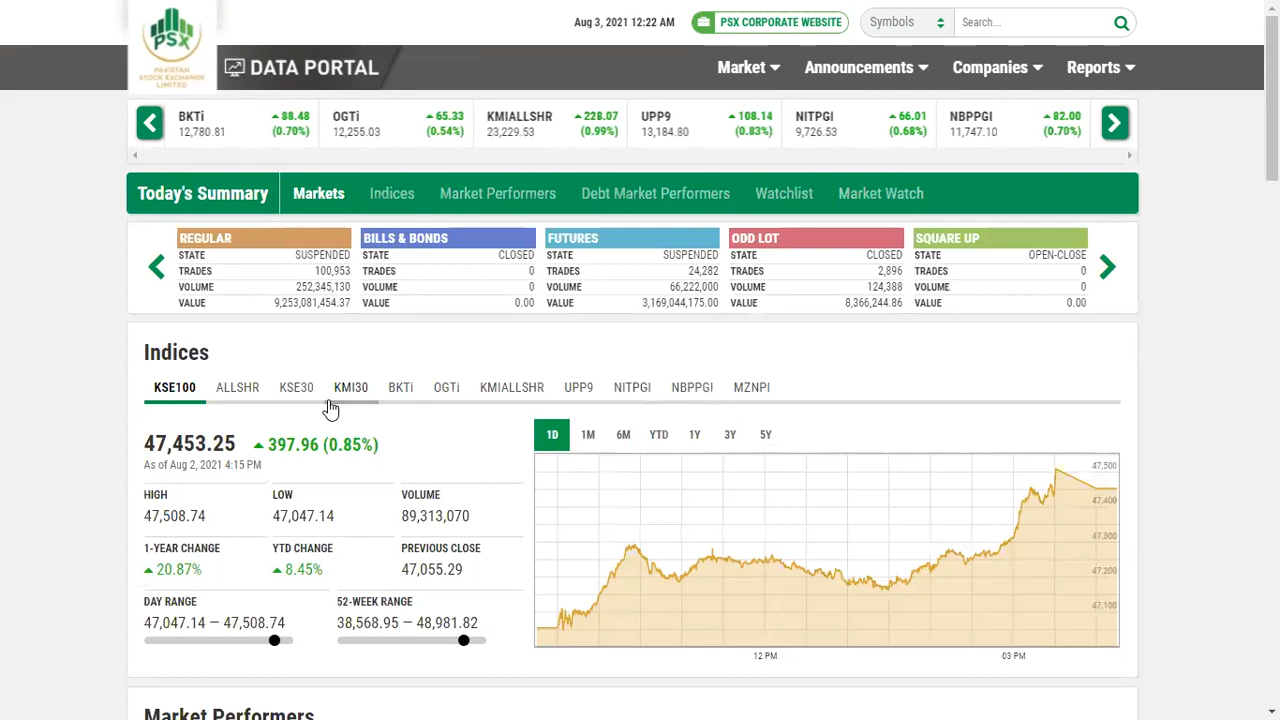 Aug 3, 2021 12:22 AM
PSX CORPORATE WEBSITE
Symbols
Search...
PSX
PAKISTAN
STOCK EXCHANGE
LIMITED
DATA PORTAL
Market
Announcements
Companies
Reports
BKTi 88.48
12,780.81 (0.70%)
OGTi 65.33
12,255.03 (0.54%)
KMIALLSHR 228.07
23,229.53 (0.99%)
UPP9 108.14
13,184.80 (0.83%)
NITPGI 66.01
9,726.53 (0.68%)
NBPPGI 82.00
11,747.10 (0.70%)
Today's Summary Markets Indices Market Performers Debt Market Performers Watchlist Market Watch
REGULAR
STATE SUSPENDED
TRADES 100,953
VOLUME 252,345,130
VALUE 9,253,081,454.37
BILLS & BONDS
STATE CLOSED
TRADES 0
VOLUME 0
VALUE 0.00
FUTURES
STATE SUSPENDED
TRADES 24,282
VOLUME 66,222,000
VALUE 3,169,044,175.00
ODD LOT
STATE CLOSED
TRADES 2,896
VOLUME 124,388
VALUE 8,366,244.86
SQUARE UP
STATE OPEN-CLOSE
TRADES 0
VOLUME 0
VALUE 0.00
Indices
KSE100 ALLSHR KSE30 KMI30 BKTi OGTi KMIALLSHR UPP9 NITPGI NBPPGI MZNPI
47,453.25 397.96 (0.85%)
As of Aug 2, 2021 4:15 PM
HIGH LOW VOLUME
47,508.74 47,047.14 89,313,070
1-YEAR CHANGE YTD CHANGE PREVIOUS CLOSE
20.87% 8.45% 47,055.29
DAY RANGE 52-WEEK RANGE
47,047.14 — 47,508.74 38,568.95 — 48,981.82
1D 1M 6M YTD 1Y 3Y 5Y
47,500
47,400
47,300
47,200
47,100
12 PM 03 PM
Market Performers